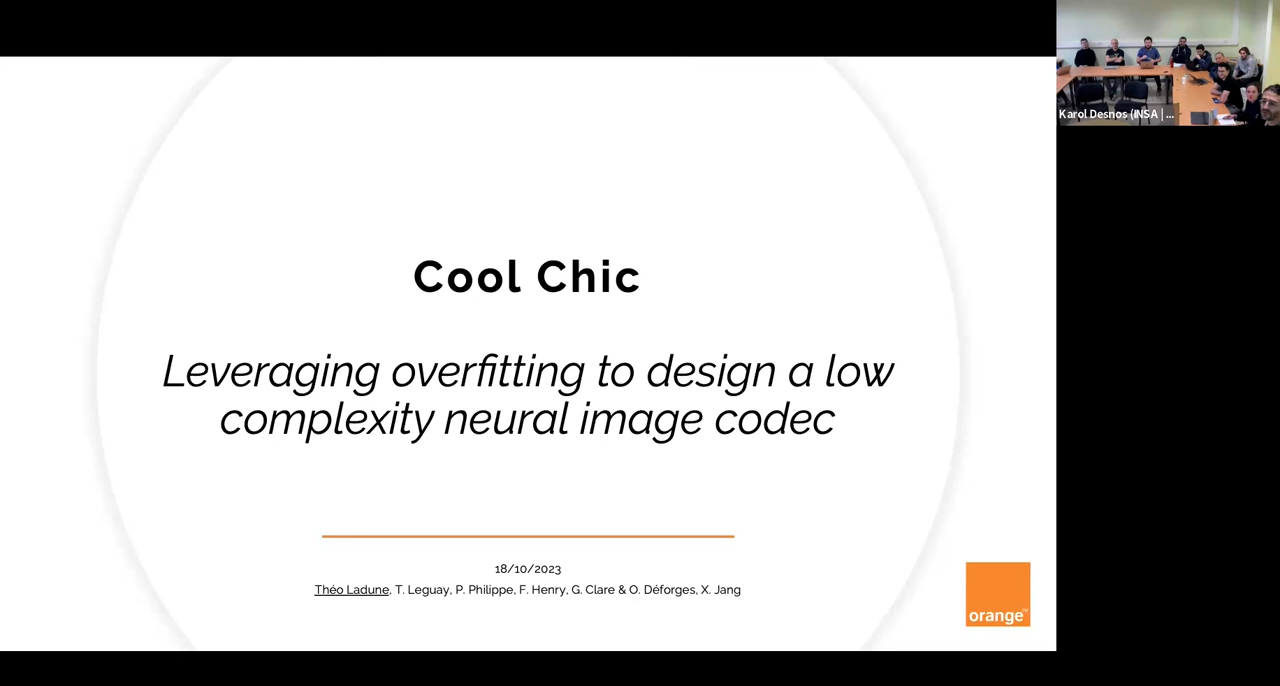 Cool Chic
Leveraging overfitting to design a low
complexity neural image codec
18/10/2023
Théo Ladune, T. Leguay, P. Philippe, F. Henry, G. Clare & O. Déforges, X. Jang
orange™
Karol Desnos (INSA | ...